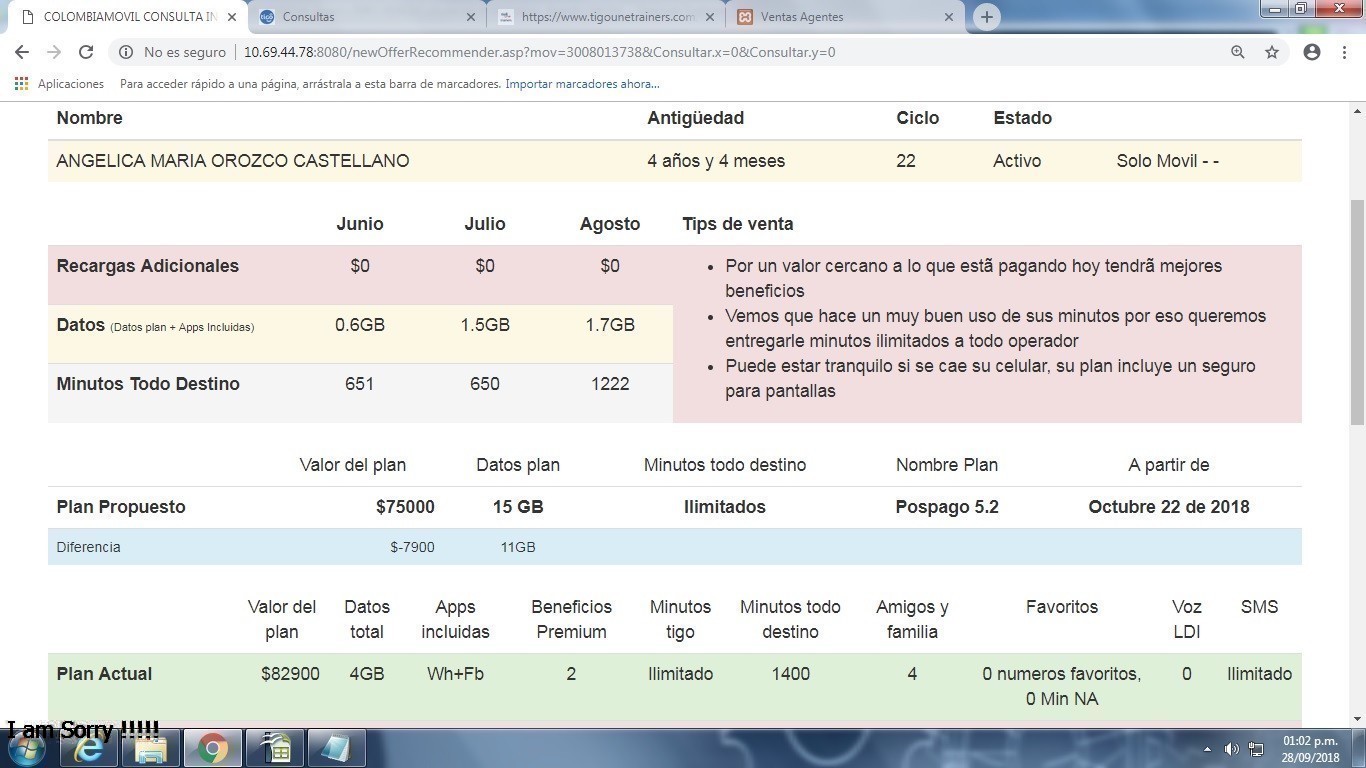 COLOMBIAMOVIL CONSULTA IN
Consultas
https://www.tigounetrainers.com
Ventas Agentes
No es seguro
10.69.44.78:8080/newOfferRecommender.asp?mov=3008013738&Consultar.x=0&Consultar.y=0
Aplicaciones Para acceder rápido a una página, arrástrala a esta barra de marcadores. Importar marcadores ahora...
Nombre Antigüedad Ciclo Estado
ANGELICA MARIA OROZCO CASTELLANO 4 años y 4 meses 22 Activo Solo Movil - -
Junio Julio Agosto Tips de venta
Recargas Adicionales $0 $0 $0
Datos (Datos plan + Apps Incluidas) 0.6GB 1.5GB 1.7GB
Minutos Todo Destino 651 650 1222
• Por un valor cercano a lo que estã pagando hoy tendrã mejores
beneficios
• Vemos que hace un muy buen uso de sus minutos por eso queremos
entregarle minutos ilimitados a todo operador
• Puede estar tranquilo si se cae su celular, su plan incluye un seguro
para pantallas
Valor del plan Datos plan Minutos todo destino Nombre Plan A partir de
Plan Propuesto $75000 15 GB Ilimitados Pospago 5.2 Octubre 22 de 2018
Diferencia $-7900 11GB
Valor del Datos Apps Beneficios Minutos Minutos todo Amigos y Favoritos Voz SMS
plan total incluidas Premium tigo destino familia LDI
Plan Actual $82900 4GB Wh+Fb 2 Ilimitado 1400 4 0 numeros favoritos, 0 Ilimitado
0 Min NA
I am Sorry !!!!!
01:02 p.m.
28/09/2018